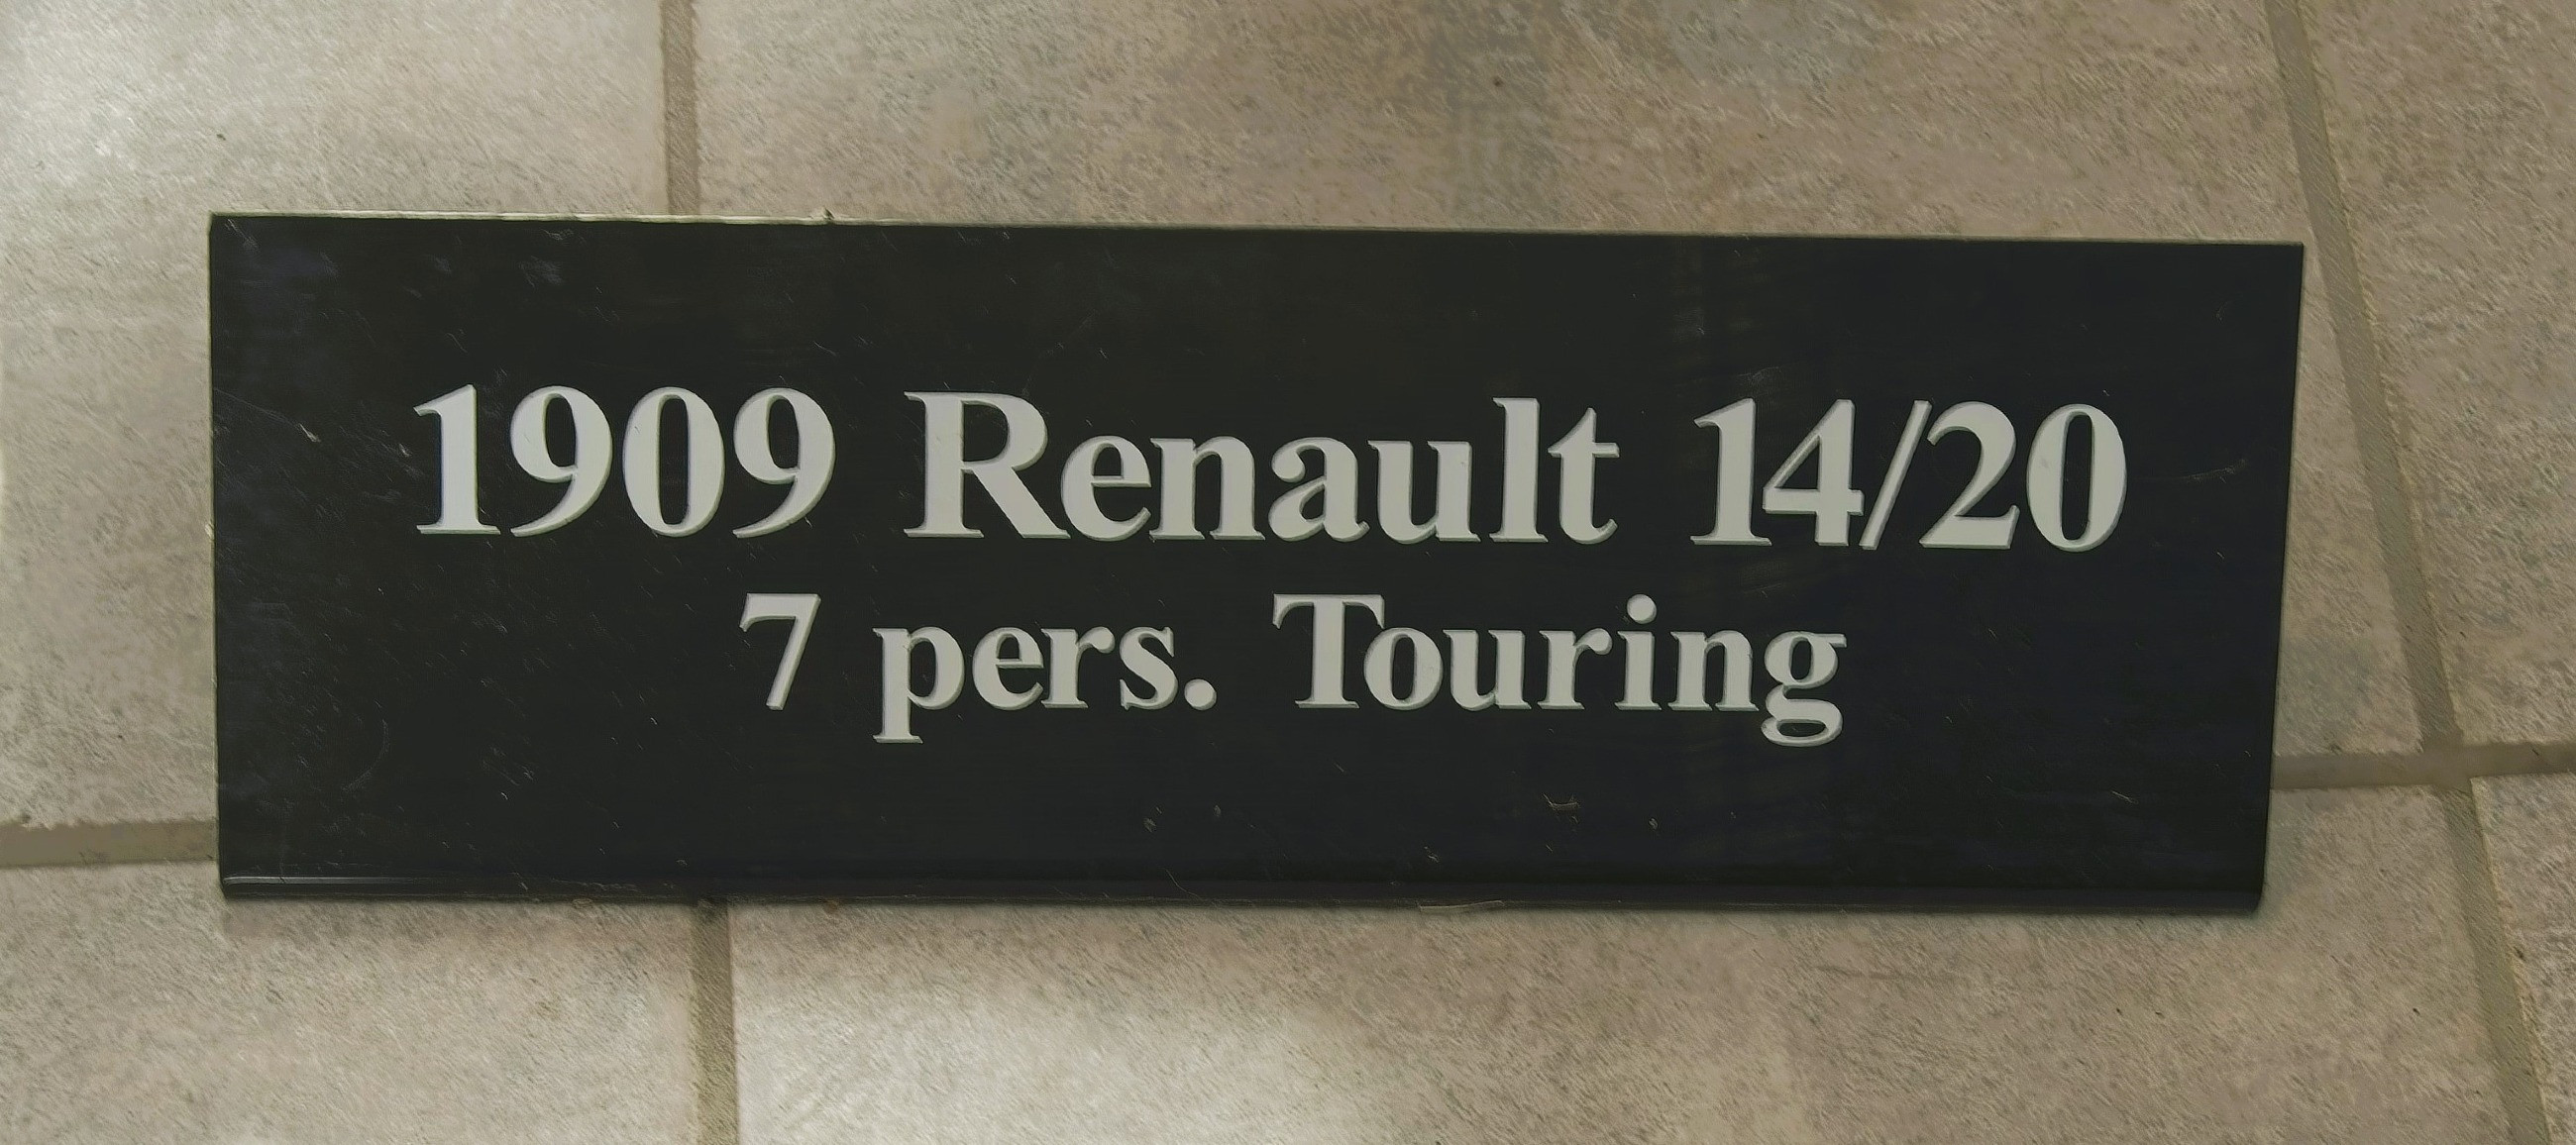 1909 Renault 14/20
7 pers. Touring